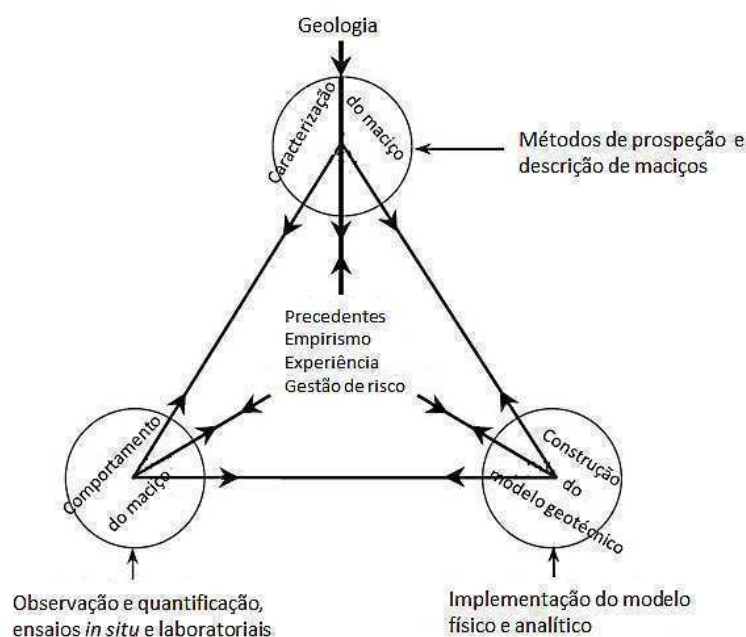 Geologia
Caracterização
do maciço
Métodos de prospeção e
descrição de maciços
Precedentes
Empirismo
Experiência
Gestão de risco
Comportamento
do maciço
Construção
do
modelo geotécnico
Observação e quantificação,
ensaios in situ e laboratoriais
Implementação do modelo
físico e analítico